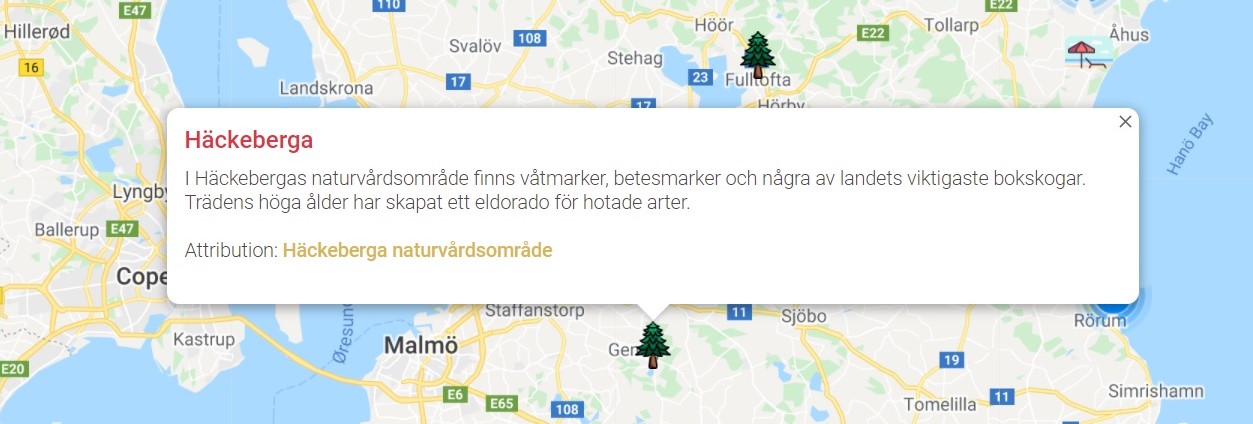 110
E47
E22
Hillerød
Höör
Tollarp
Åhus
Svalöv
108
E22
16
Stehag
Landskrona
17
23
Fulltofta
17
Hörby
Hanö Bay
Häckeberga
I Häckebergas naturvårdsområde finns våtmarker, betesmarker och några av landets viktigaste bokskogar.
Trädens höga ålder har skapat ett eldorado för hotade arter.
Attribution: Häckeberga naturvårdsområde
Lyngby
Ballerup
E47
Cope
Staffanstorp
11
Sjöbo
Rörum
Øresund
Kastrup
Malmö
Gen
E20
19
E6
E65
108
11
Tomelilla
Simrishamn